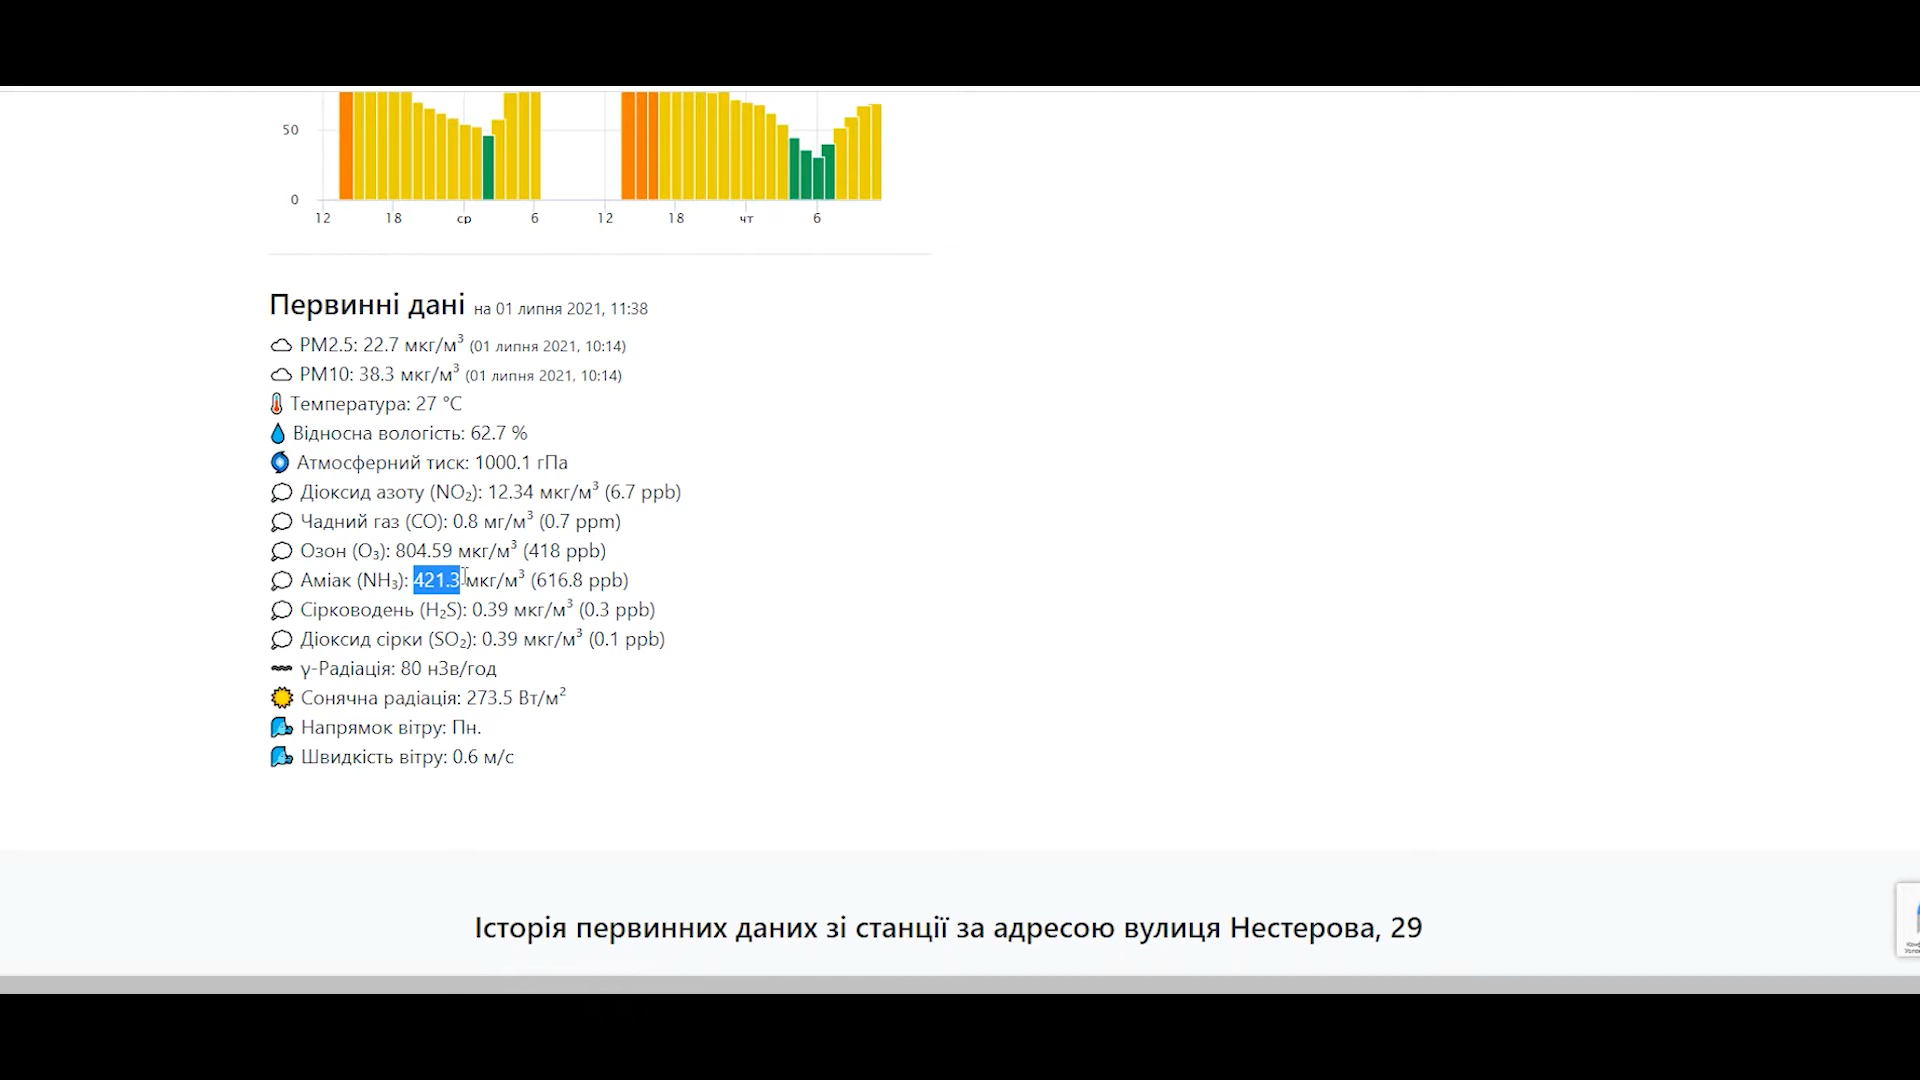 50
0
12 18 ср 6 12 18 чт 6
Первинні дані на 01 липня 2021, 11:38
PM2.5: 22.7 мкг/м³ (01 липня 2021, 10:14)
PM10: 38.3 мкг/м³ (01 липня 2021, 10:14)
Температура: 27 °C
Відносна вологість: 62.7 %
Атмосферний тиск: 1000.1 гПа
Діоксид азоту (NO₂): 12.34 мкг/м³ (6.7 ppb)
Чадний газ (CO): 0.8 мг/м³ (0.7 ppm)
Озон (O₃): 804.59 мкг/м³ (418 ppb)
Аміак (NH₃): 421.3 мкг/м³ (616.8 ppb)
Сірководень (H₂S): 0.39 мкг/м³ (0.3 ppb)
Діоксид сірки (SO₂): 0.39 мкг/м³ (0.1 ppb)
γ-Радіація: 80 нЗв/год
Сонячна радіація: 273.5 Вт/м²
Напрямок вітру: Пн.
Швидкість вітру: 0.6 м/с
Історія первинних даних зі станції за адресою вулиця Нестерова, 29